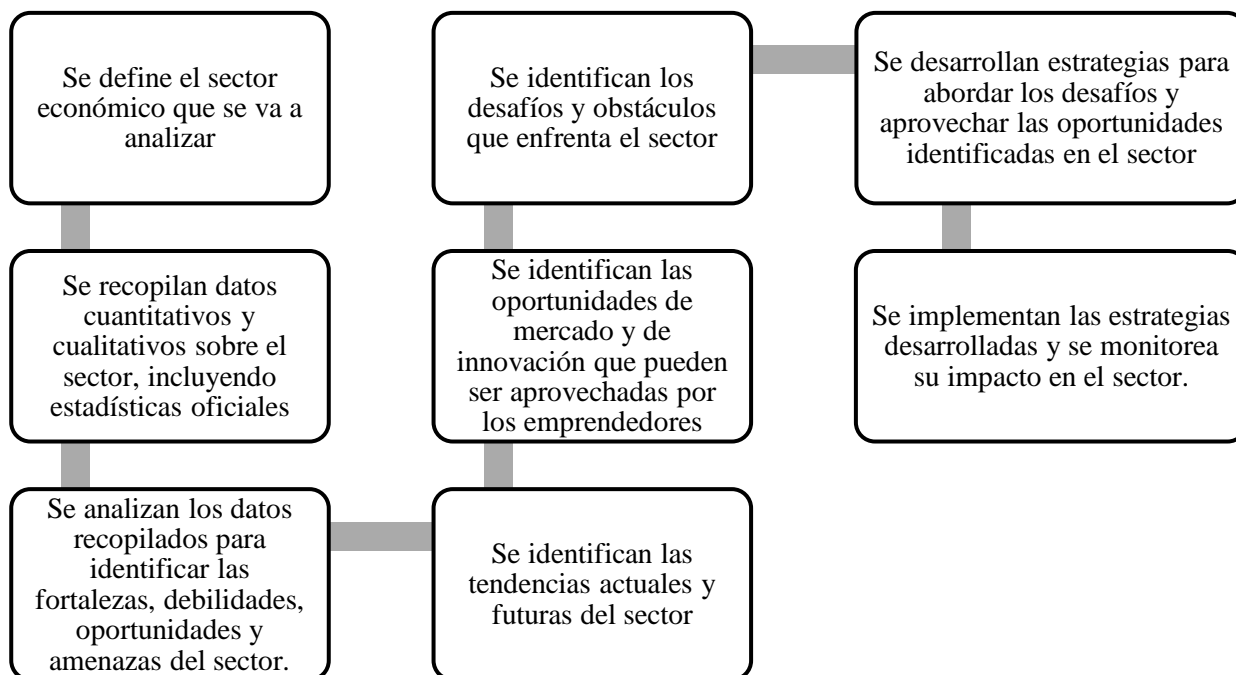 Se define el sector
económico que se va a
analizar
Se recopilan datos
cuantitativos y
cualitativos sobre el
sector, incluyendo
estadísticas oficiales
Se analizan los datos
recopilados para
identificar las
fortalezas, debilidades,
oportunidades y
amenazas del sector.
Se identifican las
tendencias actuales y
futuras del sector
Se identifican las
oportunidades de
mercado y de
innovación que pueden
ser aprovechadas por
los emprendedores
Se identifican los
desafíos y obstáculos
que enfrenta el sector
Se desarrollan estrategias para
abordar los desafíos y
aprovechar las oportunidades
identificadas en el sector
Se implementan las estrategias
desarrolladas y se monitorea
su impacto en el sector.